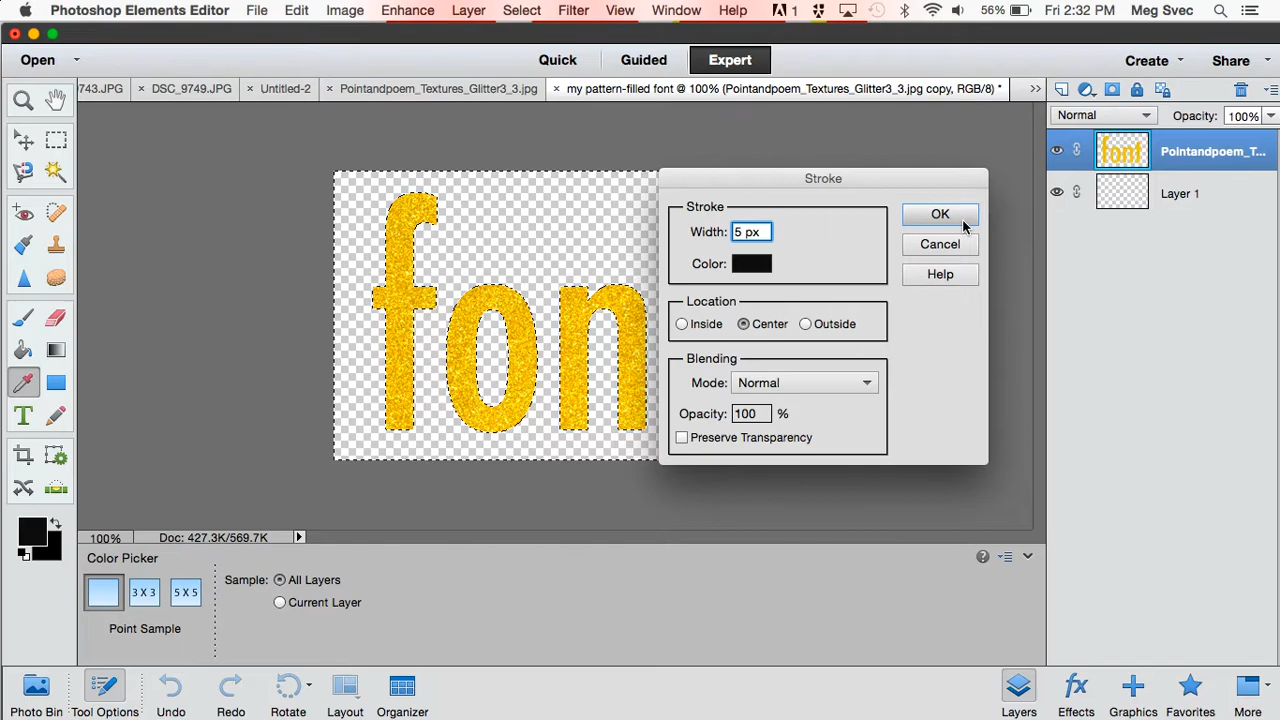 Photoshop Elements Editor File Edit Image Enhance Layer Select Filter View Window Help 1 56% Fri 2:32 PM Meg Svec
Open Quick Guided Expert Create Share
743.JPG × DSC_9749.JPG × Untitled-2 × Pointandpoem_Textures_Glitter3_3.jpg × my pattern-filled font @ 100% (Pointandpoem_Textures_Glitter3_3.jpg copy, RGB/8) * >>
Normal Opacity: 100%
font Pointandpoem_T...
Layer 1
fon
Stroke
Stroke
Width: 5 px
Color:
OK
Cancel
Help
Location
Inside Center Outside
Blending
Mode: Normal
Opacity: 100 %
Preserve Transparency
T
100% Doc: 427.3K/569.7K
Color Picker
3 X 3 5 X 5
Point Sample
Sample: All Layers
Current Layer
Photo Bin Tool Options Undo Redo Rotate Layout Organizer
fx
Layers Effects Graphics Favorites More